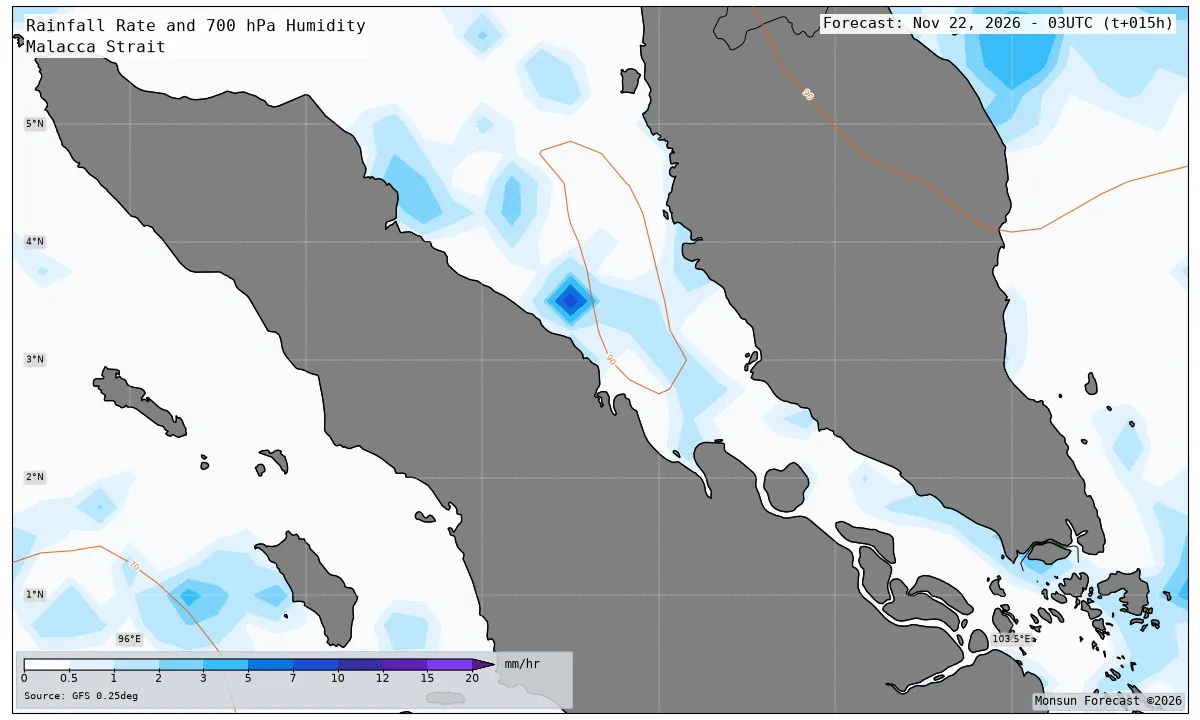 Rainfall Rate and 700 hPa Humidity
Malacca Strait
Forecast: Nov 22, 2026 - 03UTC (t+015h)
90
5°N
4°N
3°N
90
2°N
70
1°N
96°E
103.5°E
mm/hr
0 0.5 1 2 3 5 7 10 12 15 20
Source: GFS 0.25deg
Monsun Forecast ©2026